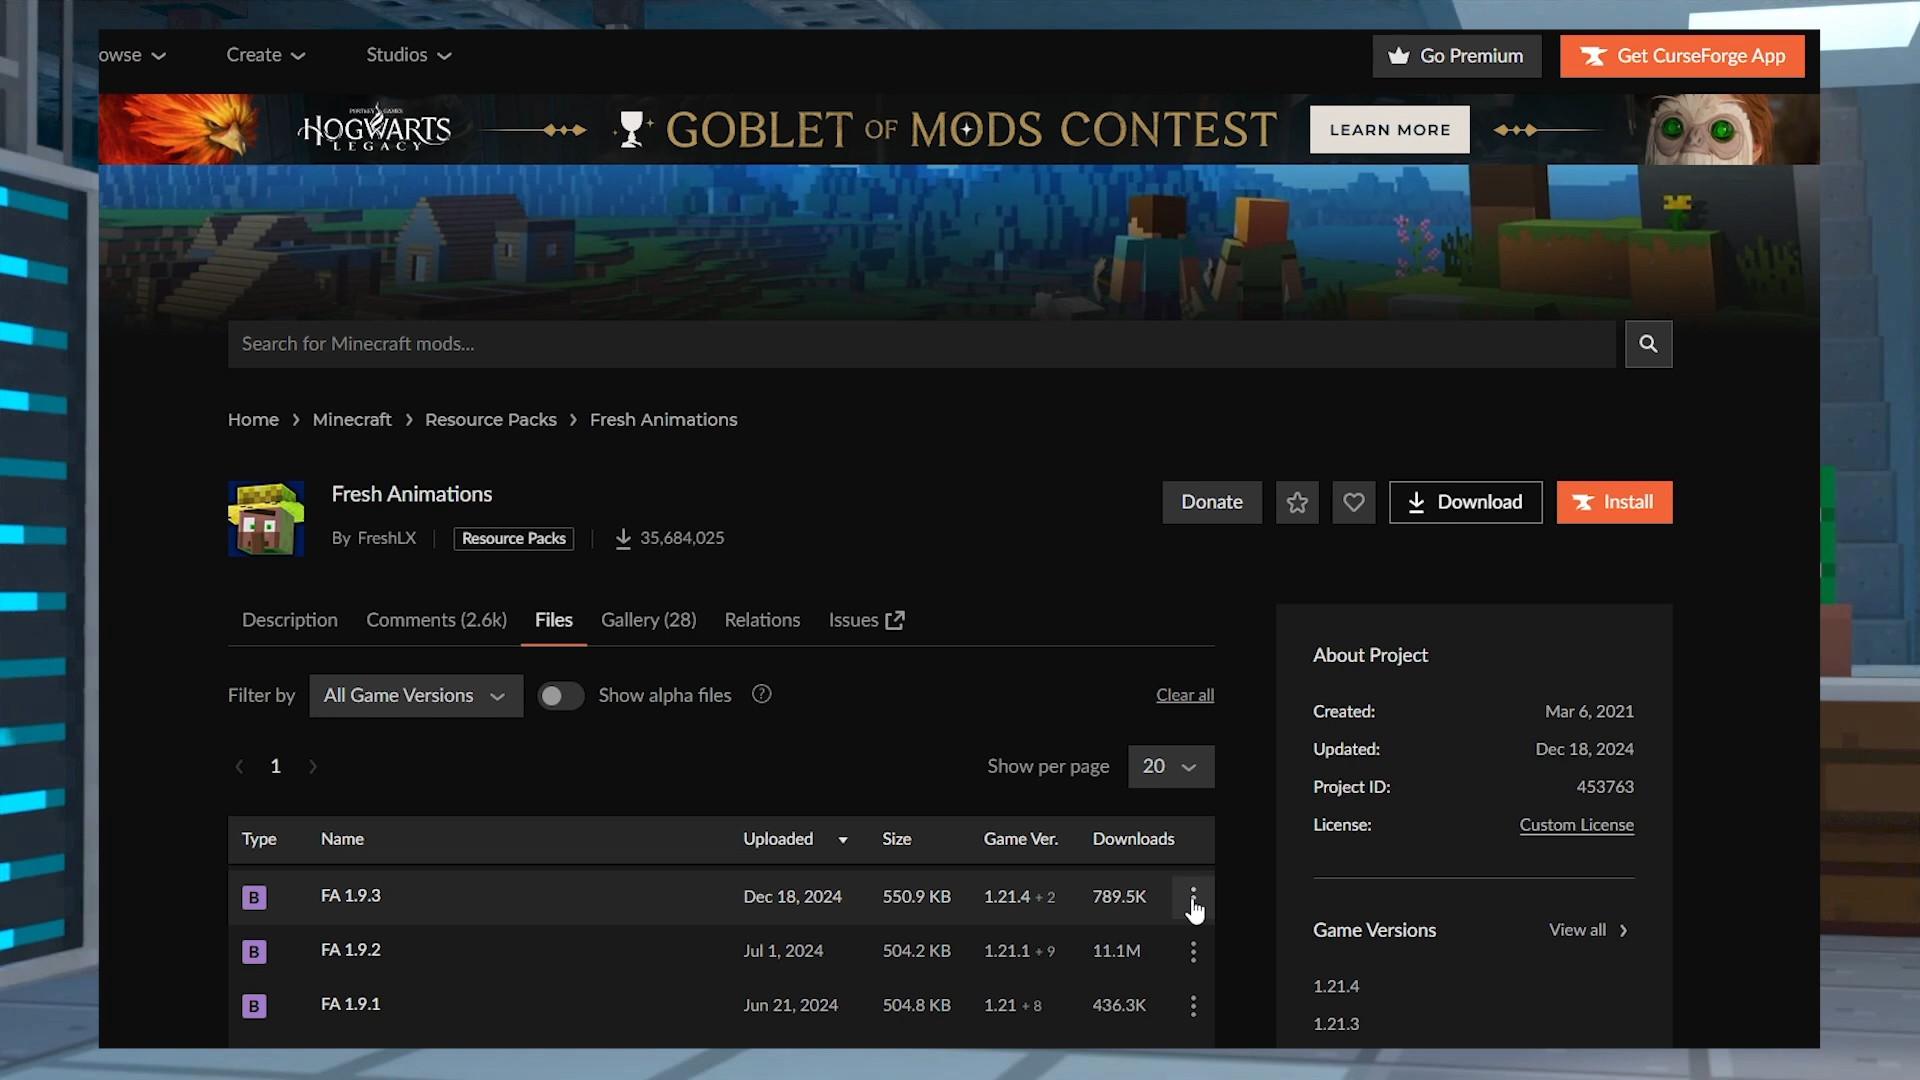 owse
Create
Studios
Go Premium
Get CurseForge App
PORTKEY GAMES
HOGWARTS
LEGACY
GOBLET OF MODS CONTEST
LEARN MORE
Search for Minecraft mods...
Home > Minecraft > Resource Packs > Fresh Animations
Fresh Animations
By FreshLX
Resource Packs
35,684,025
Donate
Download
Install
Description
Comments (2.6k)
Files
Gallery (28)
Relations
Issues
Filter by
All Game Versions
Show alpha files
?
Clear all
1
Show per page
20
Type Name Uploaded Size Game Ver. Downloads
B FA 1.9.3 Dec 18, 2024 550.9 KB 1.21.4 + 2 789.5K
B FA 1.9.2 Jul 1, 2024 504.2 KB 1.21.1 + 9 11.1M
B FA 1.9.1 Jun 21, 2024 504.8 KB 1.21 + 8 436.3K
About Project
Created: Mar 6, 2021
Updated: Dec 18, 2024
Project ID: 453763
License: Custom License
Game Versions
View all >
1.21.4
1.21.3